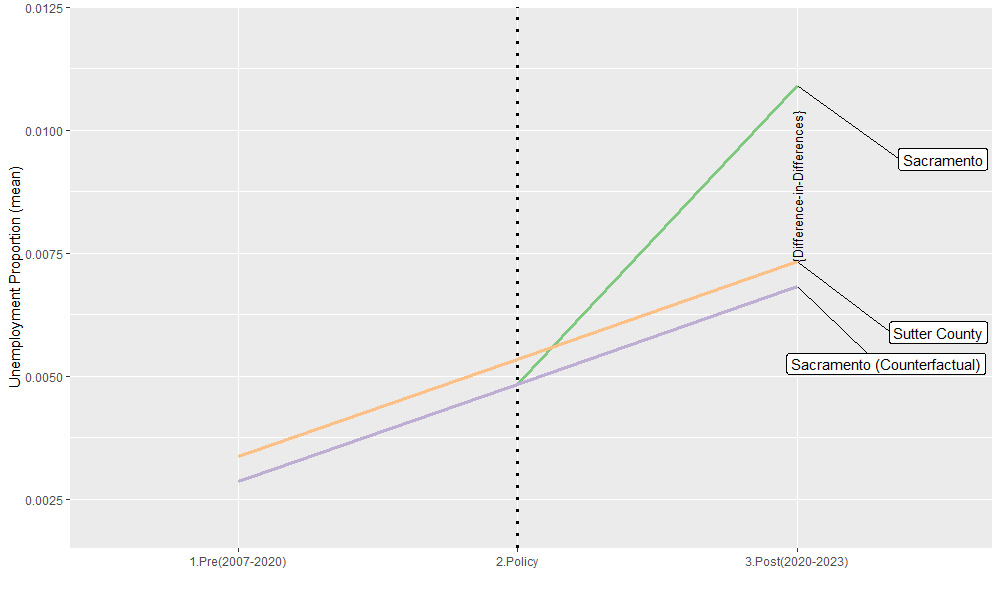 0.0125
0.0100
0.0075
0.0050
0.0025
Unemployment Proportion (mean)
{Difference-in-Differences}
Sacramento
Sutter County
Sacramento (Counterfactual)
1.Pre(2007-2020)
2.Policy
3.Post(2020-2023)